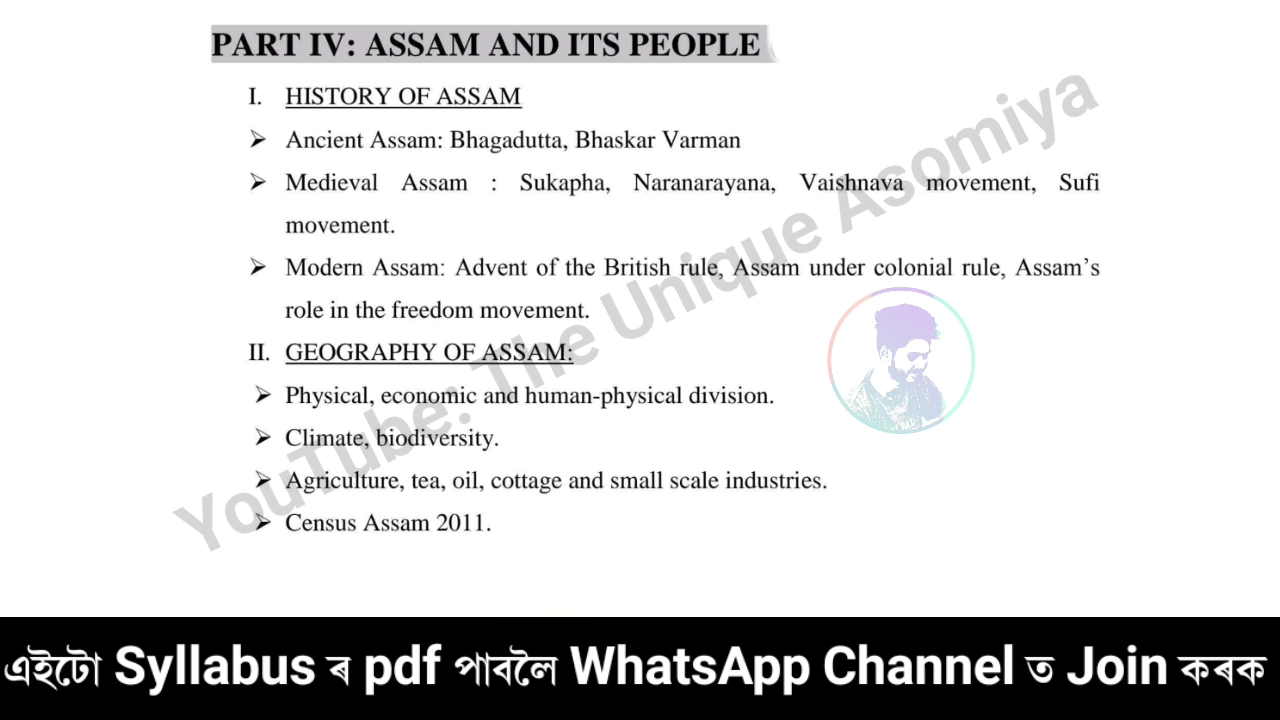 PART IV: ASSAM AND ITS PEOPLE
I. HISTORY OF ASSAM
➢ Ancient Assam: Bhagadutta, Bhaskar Varman
➢ Medieval Assam : Sukapha, Naranarayana, Vaishnava movement, Sufi
movement.
➢ Modern Assam: Advent of the British rule, Assam under colonial rule, Assam’s
role in the freedom movement.
II. GEOGRAPHY OF ASSAM:
➢ Physical, economic and human-physical division.
➢ Climate, biodiversity.
➢ Agriculture, tea, oil, cottage and small scale industries.
➢ Census Assam 2011.
YouTube: The Unique Asomiya
এইটো Syllabus ৰ pdf পাবলৈ WhatsApp Channel ত Join কৰক